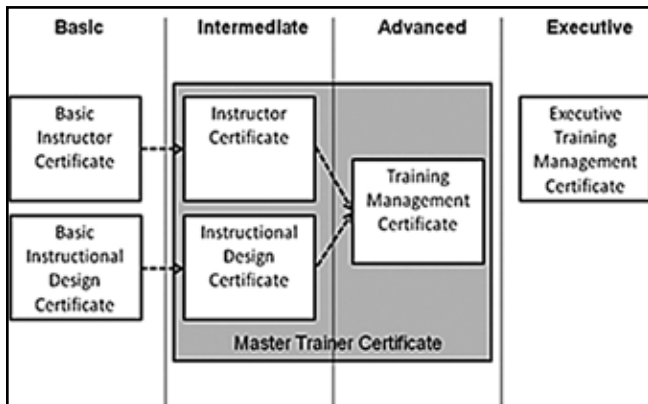 Basic
Intermediate
Advanced
Executive
Basic
Instructor
Certificate
Instructor
Certificate
Executive
Training
Management
Certificate
Training
Management
Certificate
Basic
Instructional
Design
Certificate
Instructional
Design
Certificate
Master Trainer Certificate